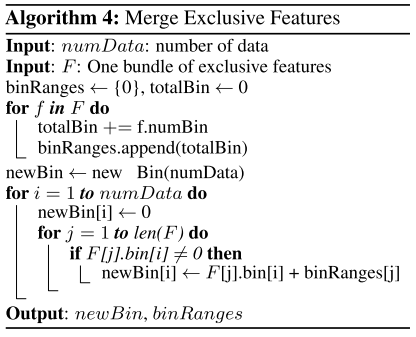 Algorithm 4: Merge Exclusive Features
Input: numData: number of data
Input: F: One bundle of exclusive features
binRanges ← {0}, totalBin ← 0
for f in F do
totalBin += f.numBin
binRanges.append(totalBin)
newBin ← new Bin(numData)
for i = 1 to numData do
newBin[i] ← 0
for j = 1 to len(F) do
if F[j].bin[i] ≠ 0 then
newBin[i] ← F[j].bin[i] + binRanges[j]
Output: newBin, binRanges